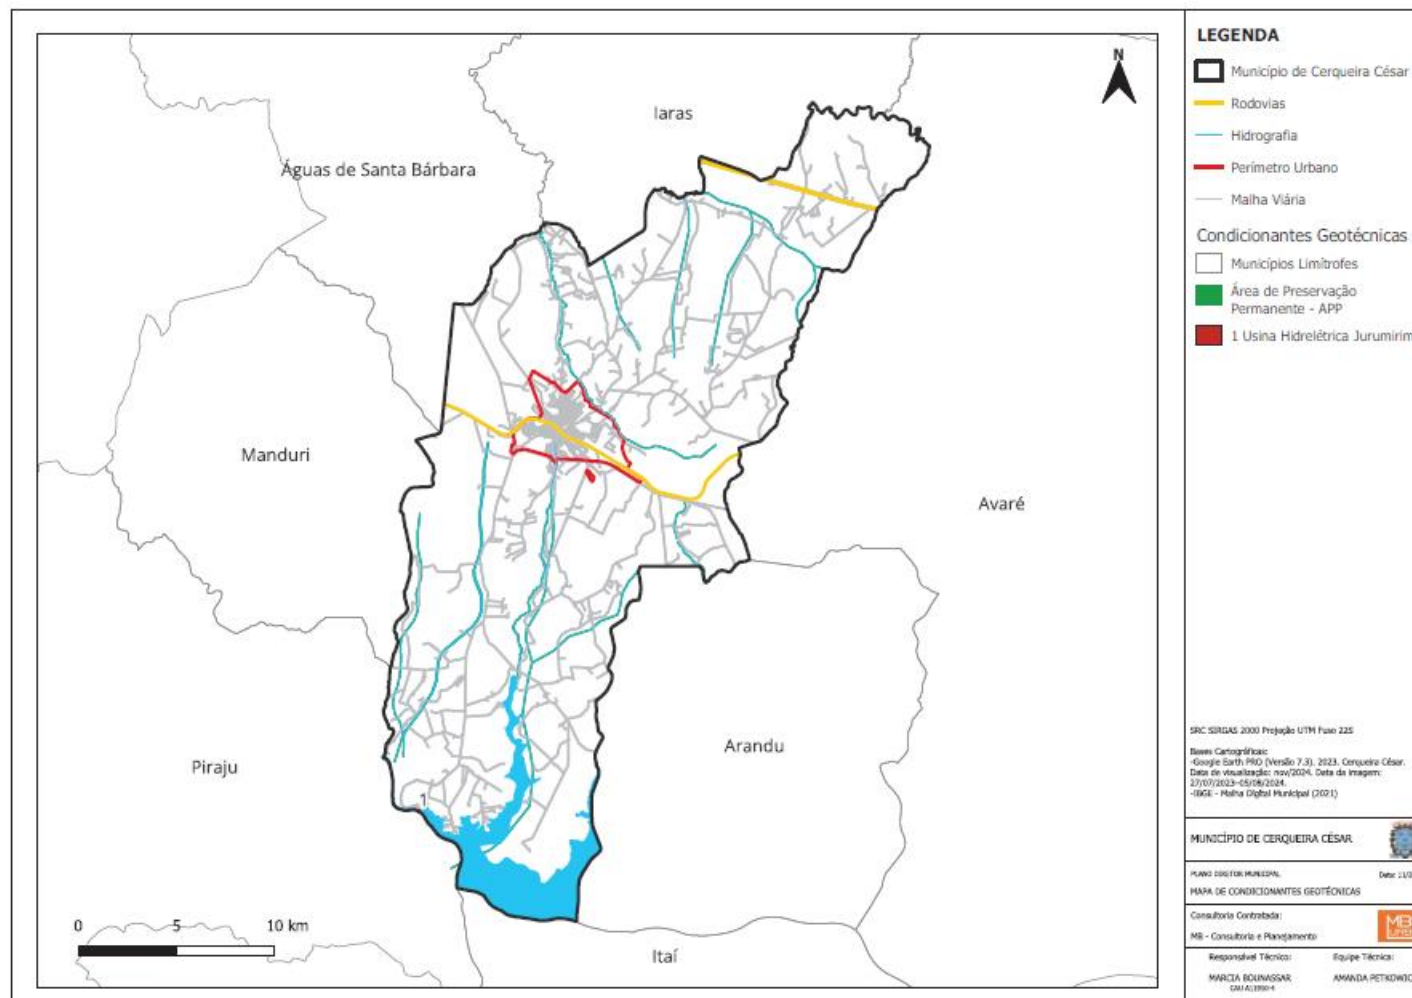 N
Iaras
Águas de Santa Bárbara
Manduri
Avaré
Piraju
Arandu
Itaí
1
0 5 10 km
LEGENDA
Município de Cerqueira César
Rodovias
Hidrografia
Perímetro Urbano
Malha Viária
Condicionantes Geotécnicas
Municípios Limítrofes
Área de Preservação
Permanente - APP
1 Usina Hidrelétrica Jurumirim
SRC SIRGAS 2000 Projeção UTM Fuso 22S
Bases Cartográficas:
-Google Earth PRO (Versão 7.3). 2023. Cerqueira César.
Data de visualização: nov/2024. Data da imagem:
27/07/2023-05/08/2024.
-IBGE - Malha Digital Municipal (2021)
MUNICÍPIO DE CERQUEIRA CÉSAR
PLANO DIRETOR MUNICIPAL
Data:
MAPA DE CONDICIONANTES GEOTÉCNICAS
Consultoria Contratada:
MB - Consultoria e Planejamento
MB
Responsável Técnico:
Equipe Técnica:
MARCIA BOUNASSAR
AMANDA
CAU